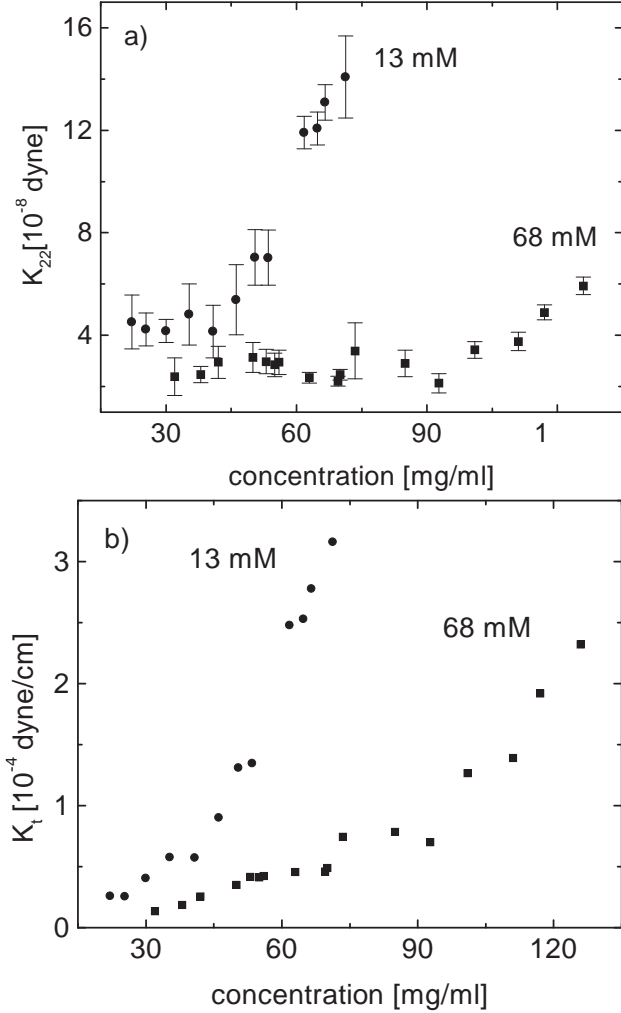 a)
13 mM
68 mM
16
12
8
4
K₂₂[10⁻⁸ dyne]
30 60 90 1
concentration [mg/ml]
b)
13 mM
68 mM
3
2
1
0
Kₜ [10⁻⁴ dyne/cm]
30 60 90 120
concentration [mg/ml]